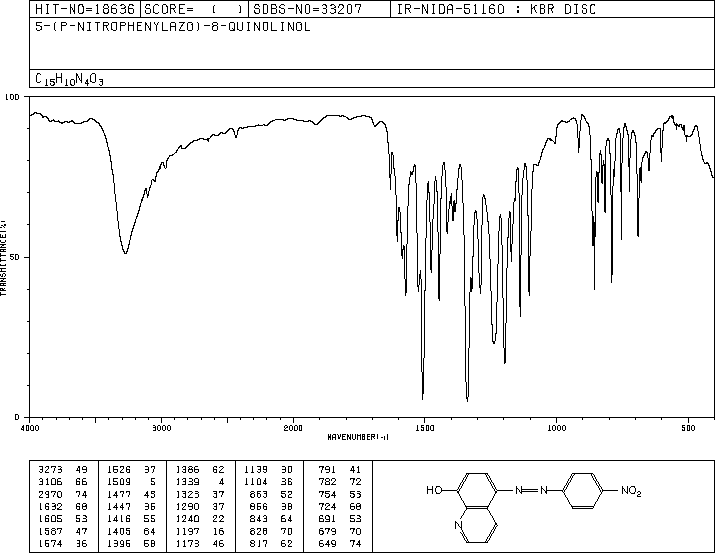 HIT-NO=18636 SCORE= ( ) SDBS-NO=33207 IR-NIDA-51160 : KBR DISC
5-(P-NITROPHENYLAZO)-8-QUINOLINOL
C15H10N4O3
100
50
0
TRANSMITTANCE(%)
4000 3000 2000 1500 1000 500
WAVENUMBER(-1)
3273 49 1526 37 1386 62 1139 30 791 41
3106 66 1509 5 1339 4 1104 36 782 72
2970 74 1477 45 1323 37 863 52 754 53
1632 68 1447 36 1290 37 856 38 724 68
1605 53 1416 55 1240 22 843 64 691 53
1587 47 1405 64 1197 16 828 70 679 70
1574 36 1396 60 1173 46 817 62 649 74
HO N N NO2
N